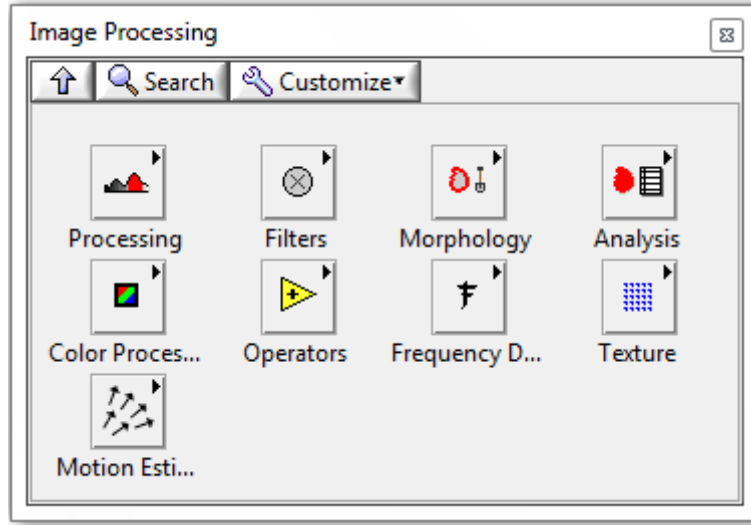 Image Processing
Search Customize
Processing Filters Morphology Analysis
Color Proces... Operators Frequency D... Texture
Motion Esti...